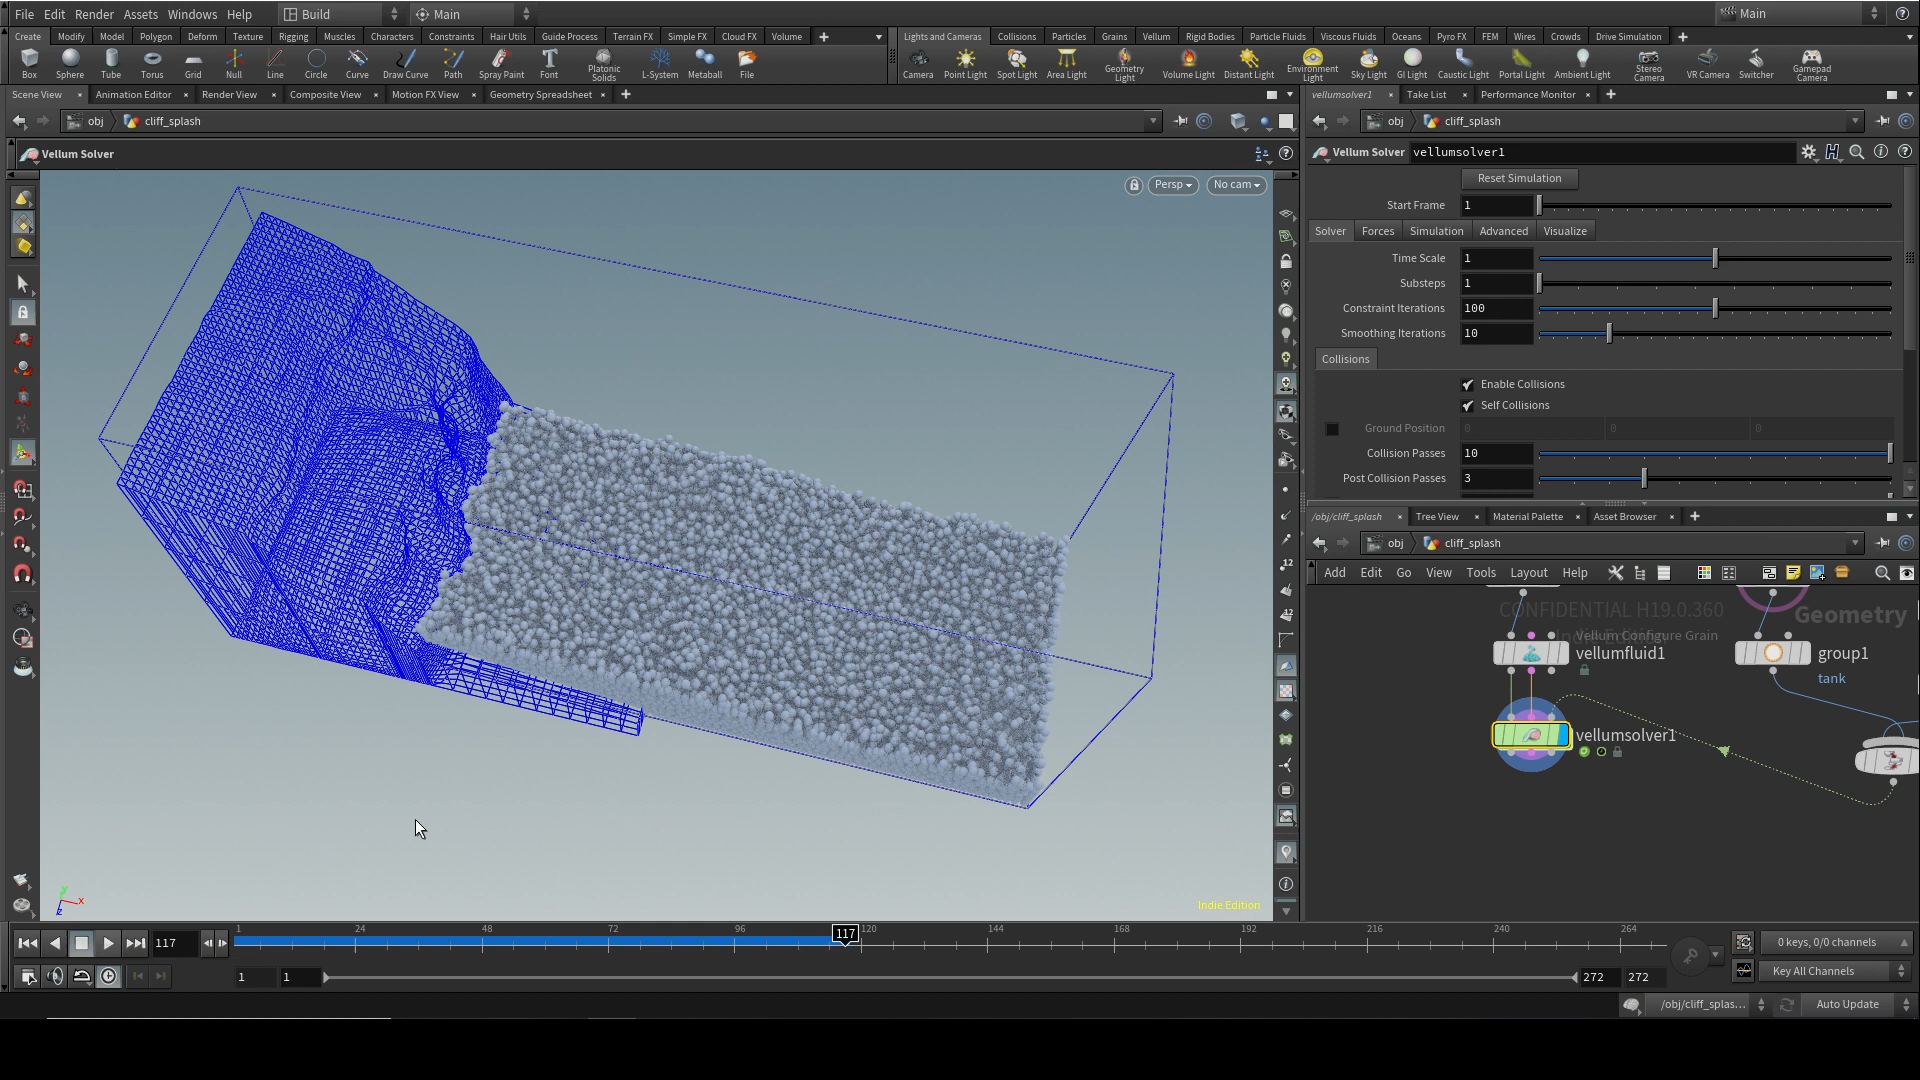 File Edit Render Assets Windows Help Build Main Main
Create Modify Model Polygon Deform Texture Rigging Muscles Characters Constraints Hair Utils Guide Process Terrain FX Simple FX Cloud FX Volume
Lights and Cameras Collisions Particles Grains Vellum Rigid Bodies Particle Fluids Viscous Fluids Oceans Pyro FX FEM Wires Crowds Drive Simulation
Box Sphere Tube Torus Grid Null Line Circle Curve Draw Curve Path Spray Paint Font Platonic Solids L-System Metaball File
Camera Point Light Spot Light Area Light Geometry Light Volume Light Distant Light Environment Light Sky Light GI Light Caustic Light Portal Light Ambient Light Stereo Camera VR Camera Switcher Gamepad Camera
Scene View Animation Editor Render View Composite View Motion FX View Geometry Spreadsheet
vellumsolver1 Take List Performance Monitor
obj cliff_splash
obj cliff_splash
Vellum Solver
Vellum Solver vellumsolver1
Persp No cam
Reset Simulation
Start Frame 1
Solver Forces Simulation Advanced Visualize
Time Scale 1
Substeps 1
Constraint Iterations 100
Smoothing Iterations 10
Collisions
Enable Collisions
Self Collisions
Ground Position 0 0 0
Collision Passes 10
Post Collision Passes 3
/obj/cliff_splash Tree View Material Palette Asset Browser
obj cliff_splash
Add Edit Go View Tools Layout Help
CONFIDENTIAL H19.0.360
Geometry
Vellum Configure Grain
vellumfluid1
group1
tank
vellumsolver1
12
12
y
x
z
Indie Edition
117
1 24 48 72 96 117 120 144 168 192 216 240 264
0 keys, 0/0 channels
1 1 272 272
Key All Channels
/obj/cliff_splas...
Auto Update